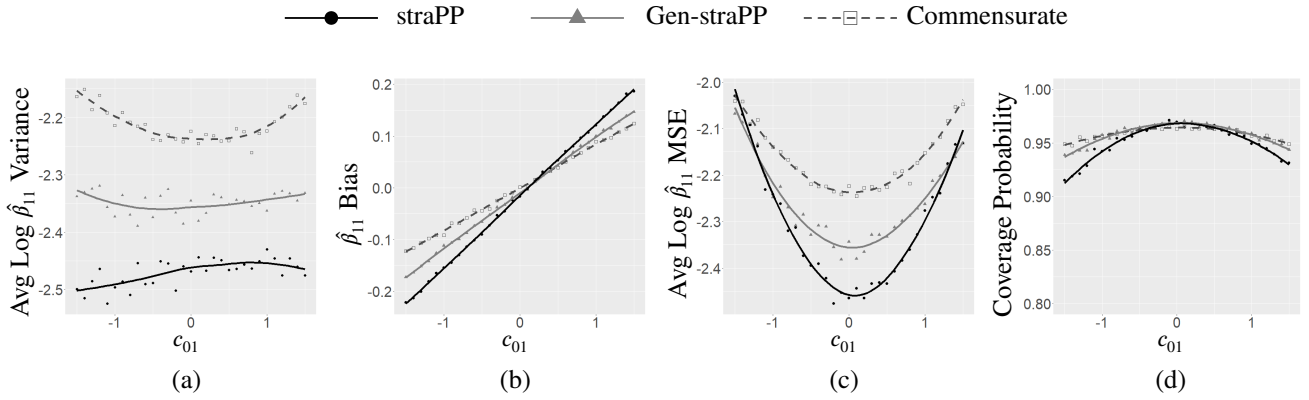 straPP Gen-straPP Commensurate
Avg Log β̂₁₁ Variance
-2.2
-2.3
-2.4
-2.5
-1 0 1
c₀₁
(a)
β̂₁₁ Bias
0.2
0.1
0.0
-0.1
-0.2
-1 0 1
c₀₁
(b)
Avg Log β̂₁₁ MSE
-2.0
-2.1
-2.2
-2.3
-2.4
-1 0 1
c₀₁
(c)
Coverage Probability
1.00
0.95
0.90
0.85
0.80
-1 0 1
c₀₁
(d)